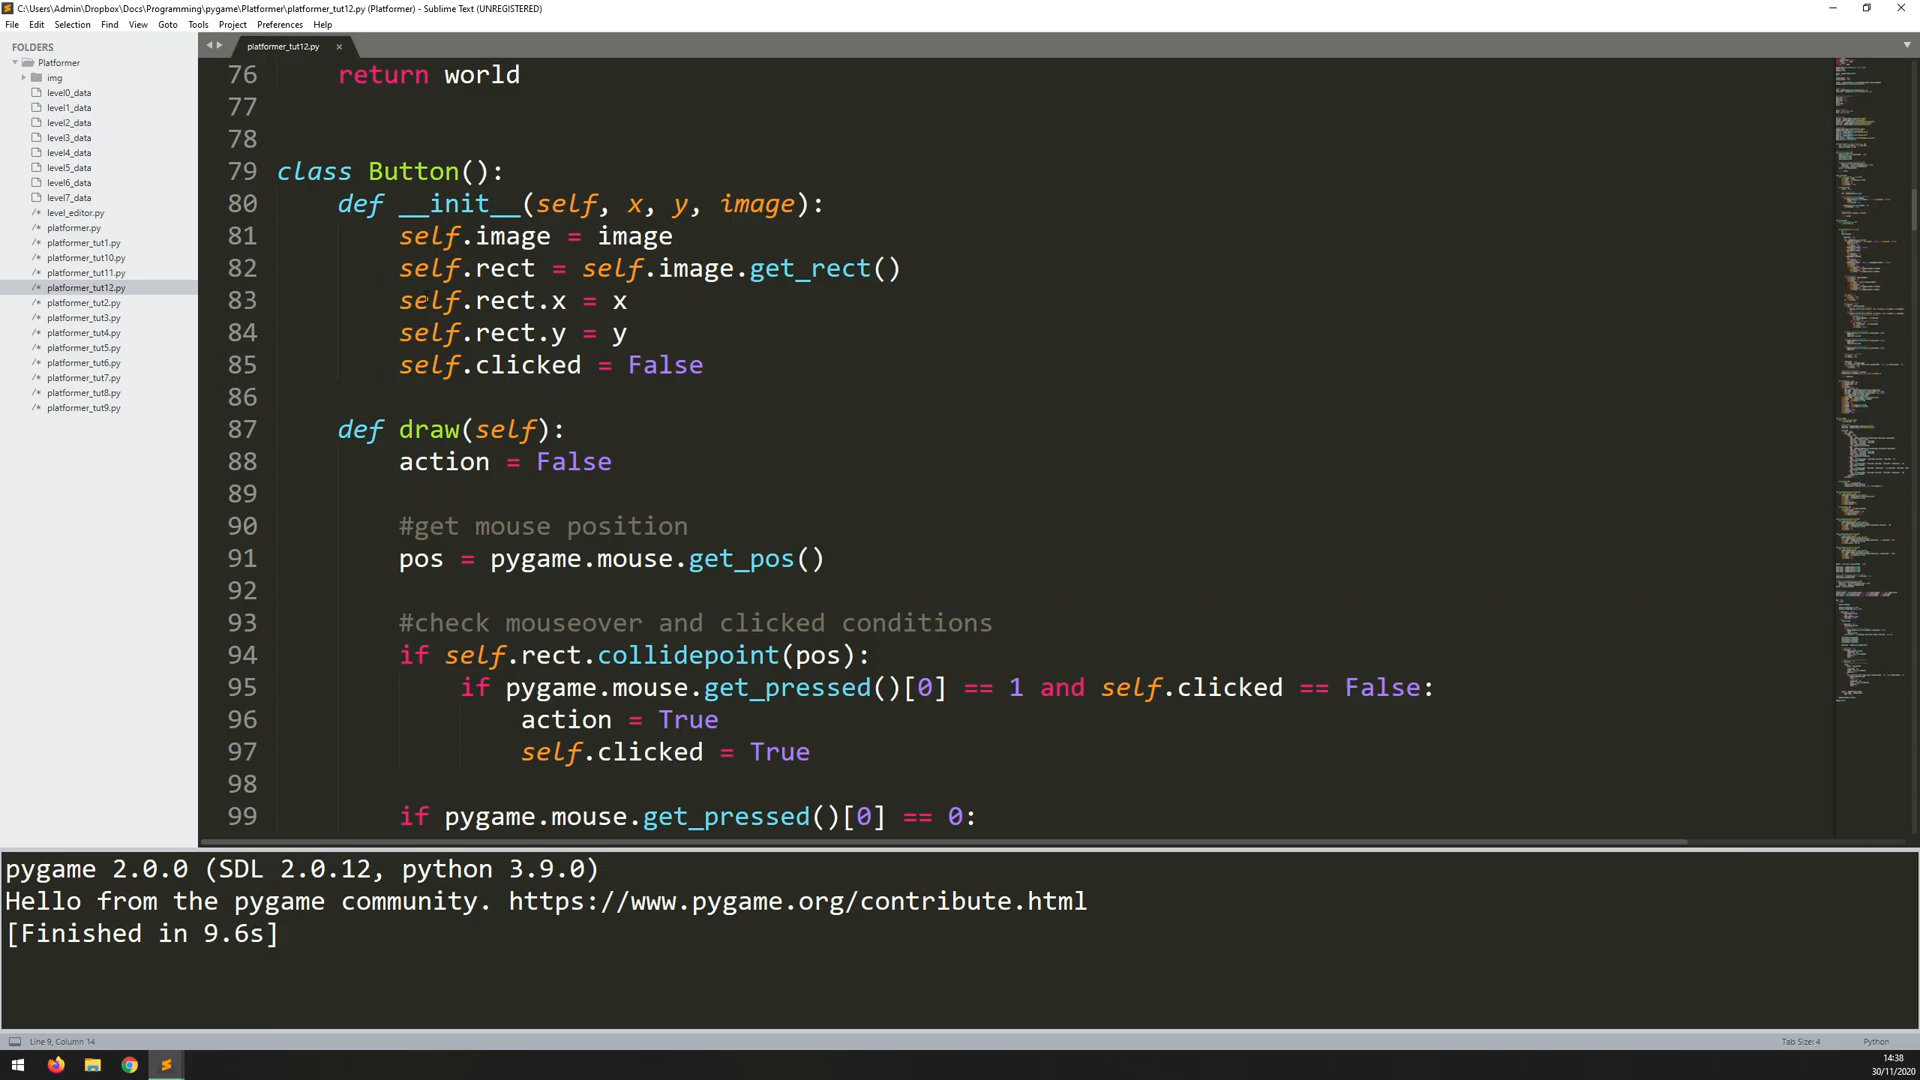 C:\Users\Admin\Dropbox\Docs\Programming\pygame\Platformer\platformer_tut12.py (Platformer) - Sublime Text (UNREGISTERED)
File Edit Selection Find View Goto Tools Project Preferences Help
FOLDERS
Platformer
img
level0_data
level1_data
level2_data
level3_data
level4_data
level5_data
level6_data
level7_data
level_editor.py
platformer.py
platformer_tut1.py
platformer_tut10.py
platformer_tut11.py
platformer_tut12.py
platformer_tut2.py
platformer_tut3.py
platformer_tut4.py
platformer_tut5.py
platformer_tut6.py
platformer_tut7.py
platformer_tut8.py
platformer_tut9.py
platformer_tut12.py
76 return world
77
78
79 class Button():
80 def __init__(self, x, y, image):
81 self.image = image
82 self.rect = self.image.get_rect()
83 self.rect.x = x
84 self.rect.y = y
85 self.clicked = False
86
87 def draw(self):
88 action = False
89
90 #get mouse position
91 pos = pygame.mouse.get_pos()
92
93 #check mouseover and clicked conditions
94 if self.rect.collidepoint(pos):
95 if pygame.mouse.get_pressed()[0] == 1 and self.clicked == False:
96 action = True
97 self.clicked = True
98
99 if pygame.mouse.get_pressed()[0] == 0:
pygame 2.0.0 (SDL 2.0.12, python 3.9.0)
Hello from the pygame community. https://www.pygame.org/contribute.html
[Finished in 9.6s]
Line 9, Column 14
Tab Size: 4
Python
14:38
30/11/2020